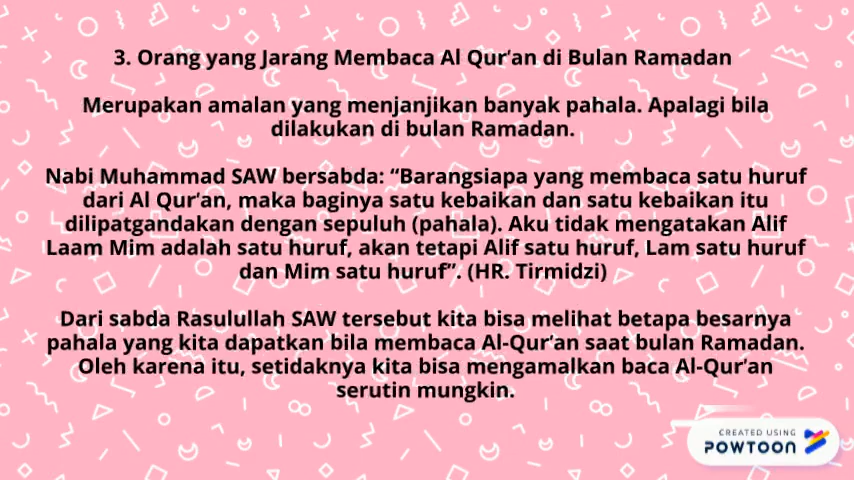 3. Orang yang Jarang Membaca Al Qur'an di Bulan Ramadan
Merupakan amalan yang menjanjikan banyak pahala. Apalagi bila
dilakukan di bulan Ramadan.
Nabi Muhammad SAW bersabda: “Barangsiapa yang membaca satu huruf
dari Al Qur'an, maka baginya satu kebaikan dan satu kebaikan itu
dilipatgandakan dengan sepuluh (pahala). Aku tidak mengatakan Alif
Laam Mim adalah satu huruf, akan tetapi Alif satu huruf, Lam satu huruf
dan Mim satu huruf”. (HR. Tirmidzi)
Dari sabda Rasulullah SAW tersebut kita bisa melihat betapa besarnya
pahala yang kita dapatkan bila membaca Al-Qur'an saat bulan Ramadan.
Oleh karena itu, setidaknya kita bisa mengamalkan baca Al-Qur'an
serutin mungkin.
CREATED USING
POWTOON